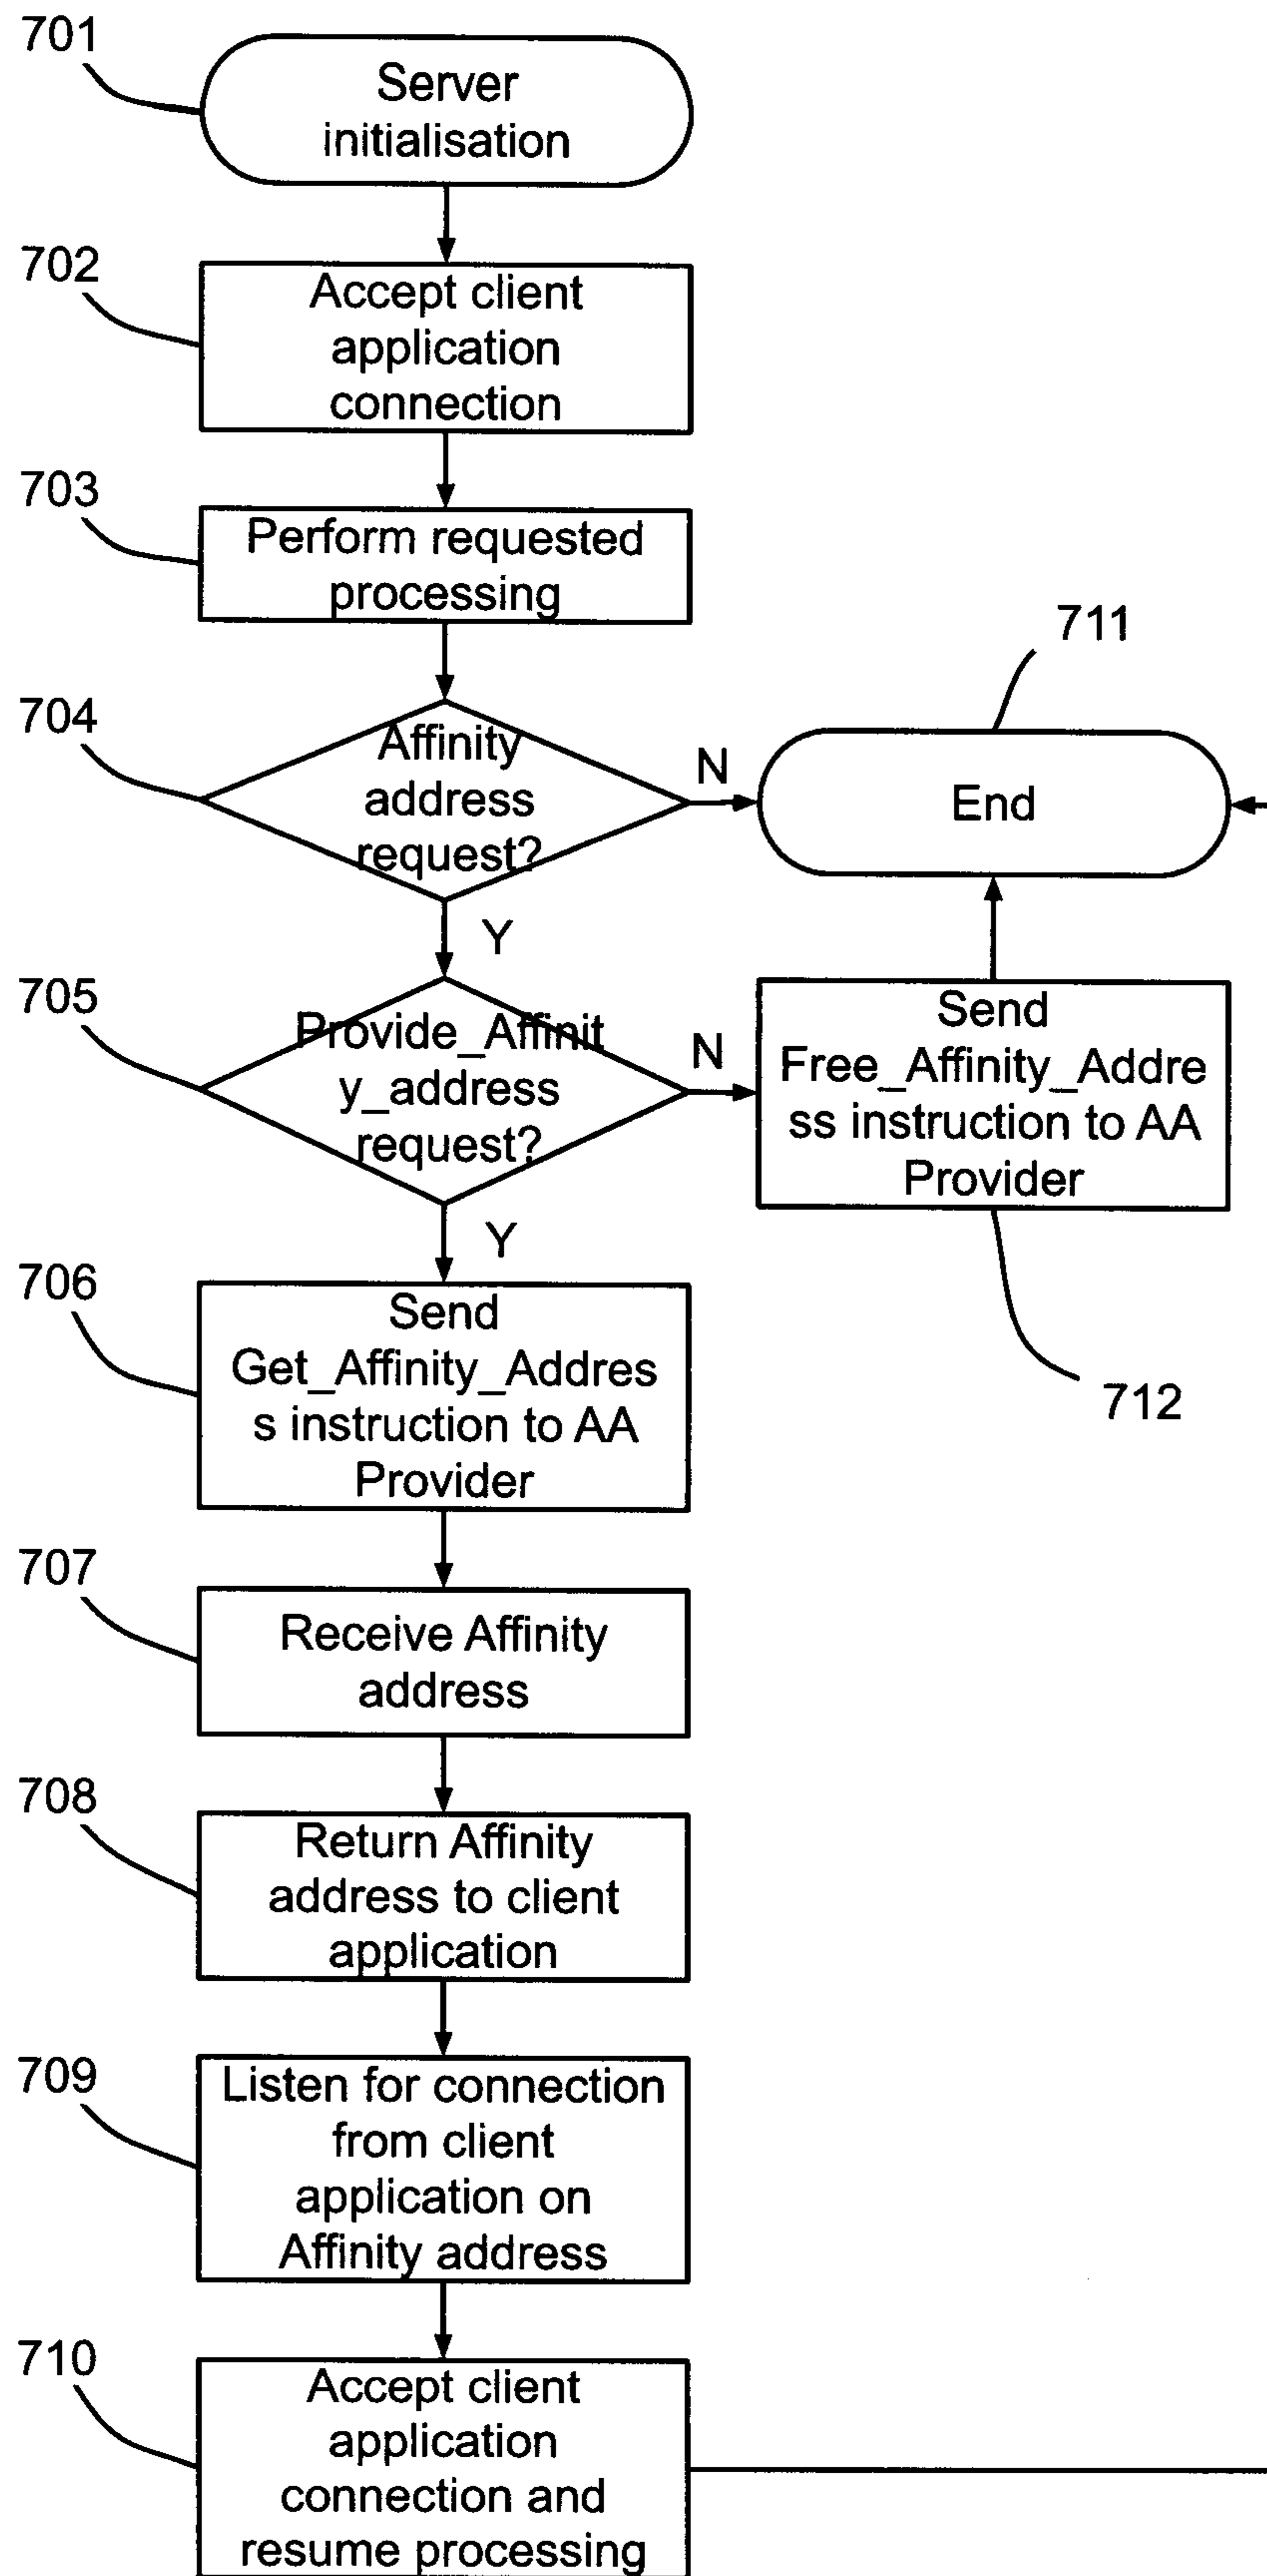 701
Server
initialisation
702
Accept client
application
connection
703
Perform requested
processing
704
Affinity
address
request?
N
711
End
Y
705
Provide_Affinit
y_address
request?
N
Send
Free_Affinity_Addre
ss instruction to AA
Provider
712
Y
706
Send
Get_Affinity_Addres
s instruction to AA
Provider
707
Receive Affinity
address
708
Return Affinity
address to client
application
709
Listen for connection
from client
application on
Affinity address
710
Accept client
application
connection and
resume processing